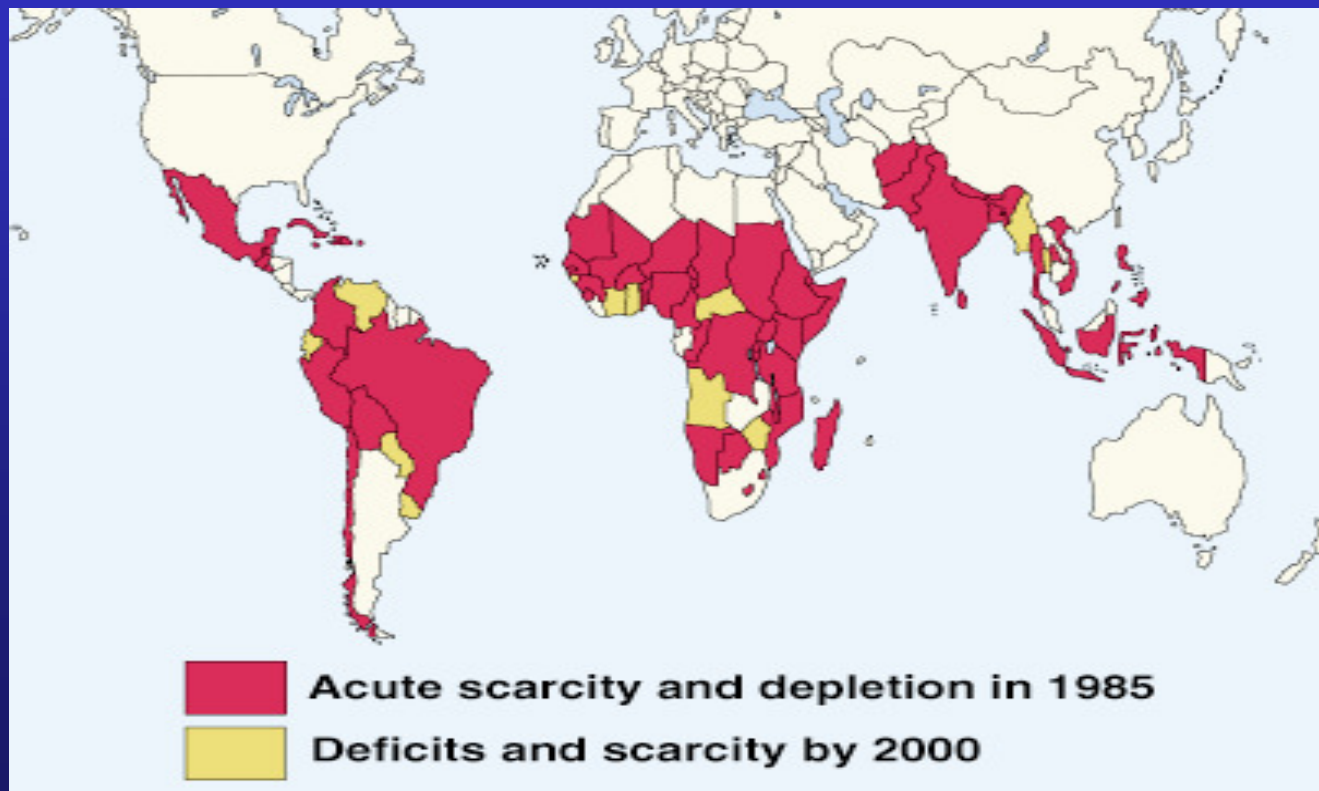 Acute scarcity and depletion in 1985
Deficits and scarcity by 2000